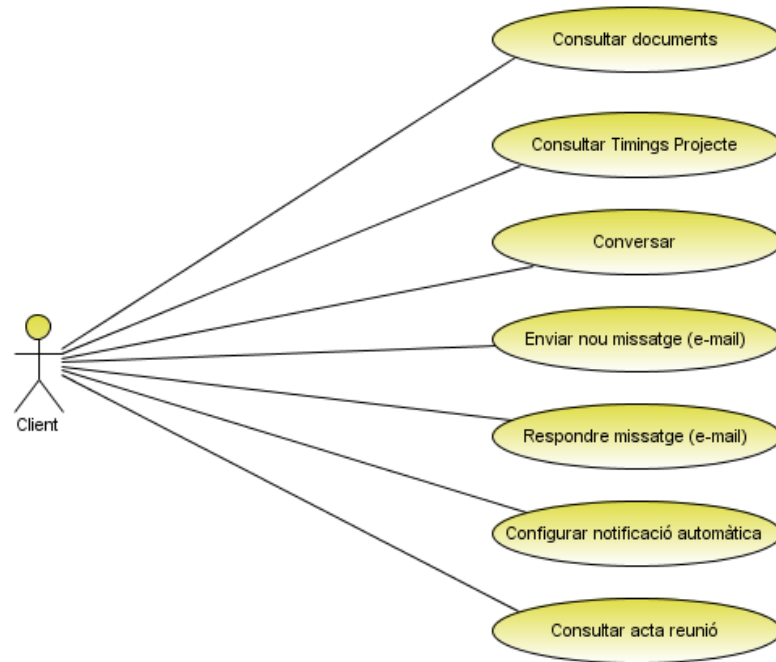 Consultar documents
Consultar Timings Projecte
Conversar
Enviar nou missatge (e-mail)
Client
Respondre missatge (e-mail)
Configurar notificació automàtica
Consultar acta reunió